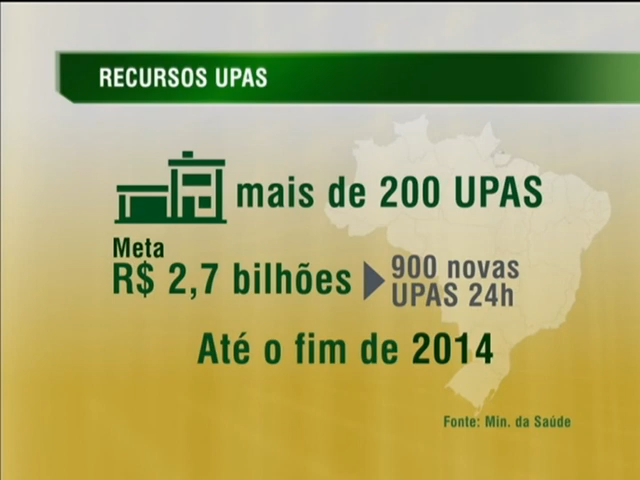 RECURSOS UPAS
mais de 200 UPAS
Meta
R$ 2,7 bilhões
900 novas
UPAS 24h
Até o fim de 2014
Fonte: Min. da Saúde